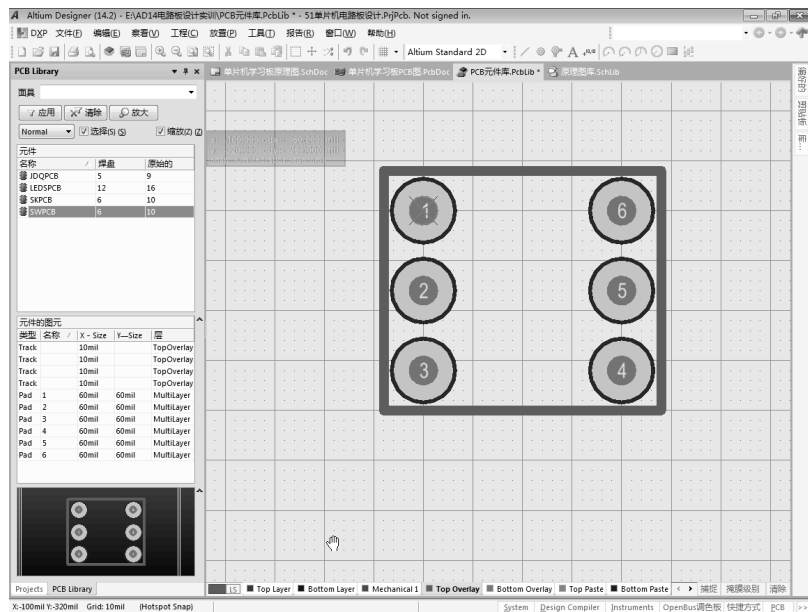 Altium Designer (14.2) - E:\AD14电路板设计实训\PCB元件库.PcbLib * - 51单片机电路板设计.PrjPcb. Not signed in.
DXP 文件(F) 编辑(E) 察看(V) 工程(C) 放置(P) 工具(T) 报告(R) 窗口(W) 帮助(H)
Altium Standard 2D
PCB Library
单片机学习板原理图.SchDoc 单片机学习板PCB图.PcbDoc PCB元件库.PcbLib * 原理图库.SchLib
面具
应用 清除 放大
Normal 选择(S) (S) 缩放(Z) (Z)
元件
名称 / 焊盘 原始的
JDQPCB 5 9
LEDSPCB 12 16
SKPCB 6 10
SWPCB 6 10
1 6
2 5
3 4
元件的图元
类型 名称 / X - Size Y—Size 层
Track 10mil TopOverlay
Track 10mil TopOverlay
Track 10mil TopOverlay
Track 10mil TopOverlay
Pad 1 60mil 60mil MultiLayer
Pad 2 60mil 60mil MultiLayer
Pad 3 60mil 60mil MultiLayer
Pad 4 60mil 60mil MultiLayer
Pad 5 60mil 60mil MultiLayer
Pad 6 60mil 60mil MultiLayer
Projects PCB Library
LS Top Layer Bottom Layer Mechanical 1 Top Overlay Bottom Overlay Top Paste Bottom Paste 捕捉 掩膜级别 清除
X:-100mil Y:-320mil Grid: 10mil (Hotspot Snap)
System Design Compiler Instruments OpenBus调色板 快捷方式 PCB >>